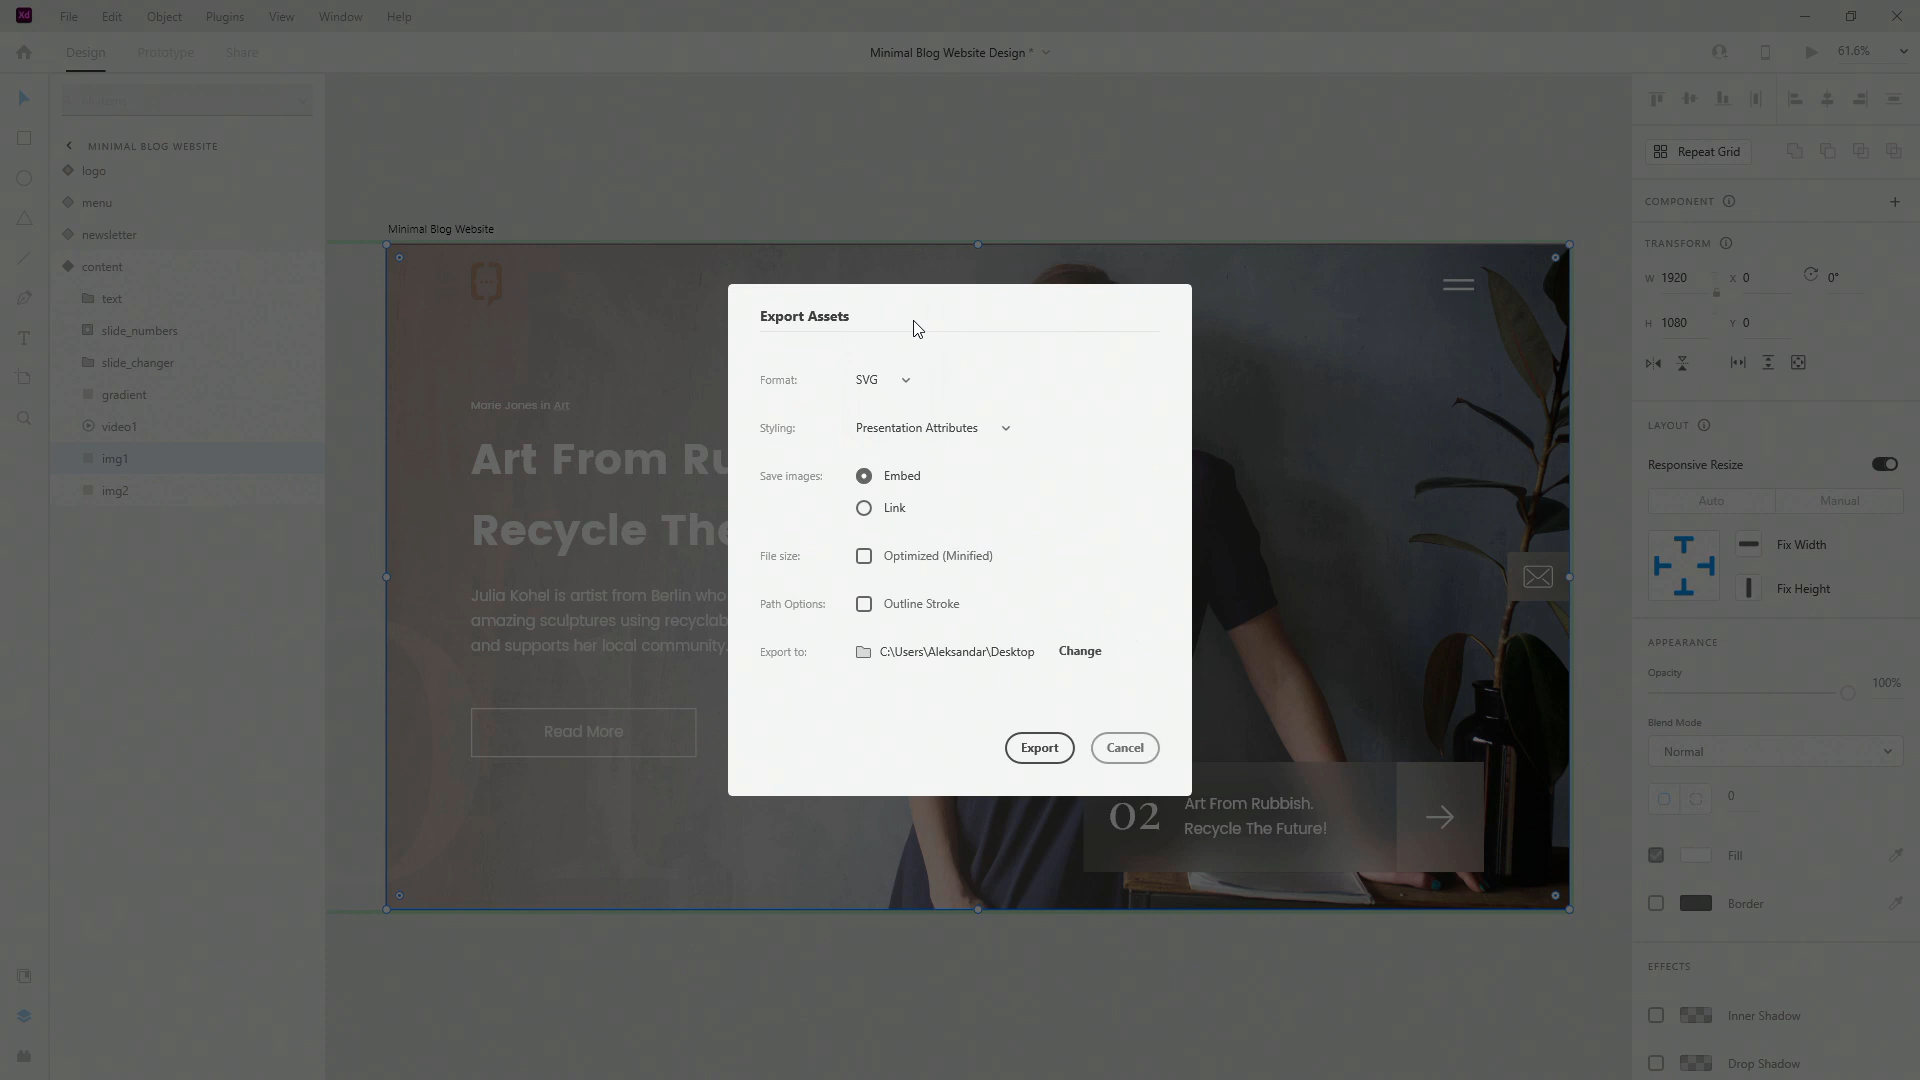 Xd File Edit Object Plugins View Window Help
Design Prototype Share Minimal Blog Website Design * 61.6%
MINIMAL BLOG WEBSITE
logo
menu
newsletter
content
text
slide_numbers
slide_changer
gradient
video1
img1
img2
Minimal Blog Website
Marie Jones in Art
Art From Ru
Recycle The
Julia Kohel is artist from Berlin who
amazing sculptures using recyclab
and supports her local community.
Read More
02
Art From Rubbish.
Recycle The Future!
Export Assets
Format: SVG
Styling: Presentation Attributes
Save images: Embed
Link
File size: Optimized (Minified)
Path Options: Outline Stroke
Export to: C:\Users\Aleksandar\Desktop Change
Export Cancel
Repeat Grid
COMPONENT
TRANSFORM
W 1920 X 0 0°
H 1080 Y 0
LAYOUT
Responsive Resize
Auto Manual
Fix Width
Fix Height
APPEARANCE
Opacity
100%
Blend Mode
Normal
0
Fill
Border
EFFECTS
Inner Shadow
Drop Shadow